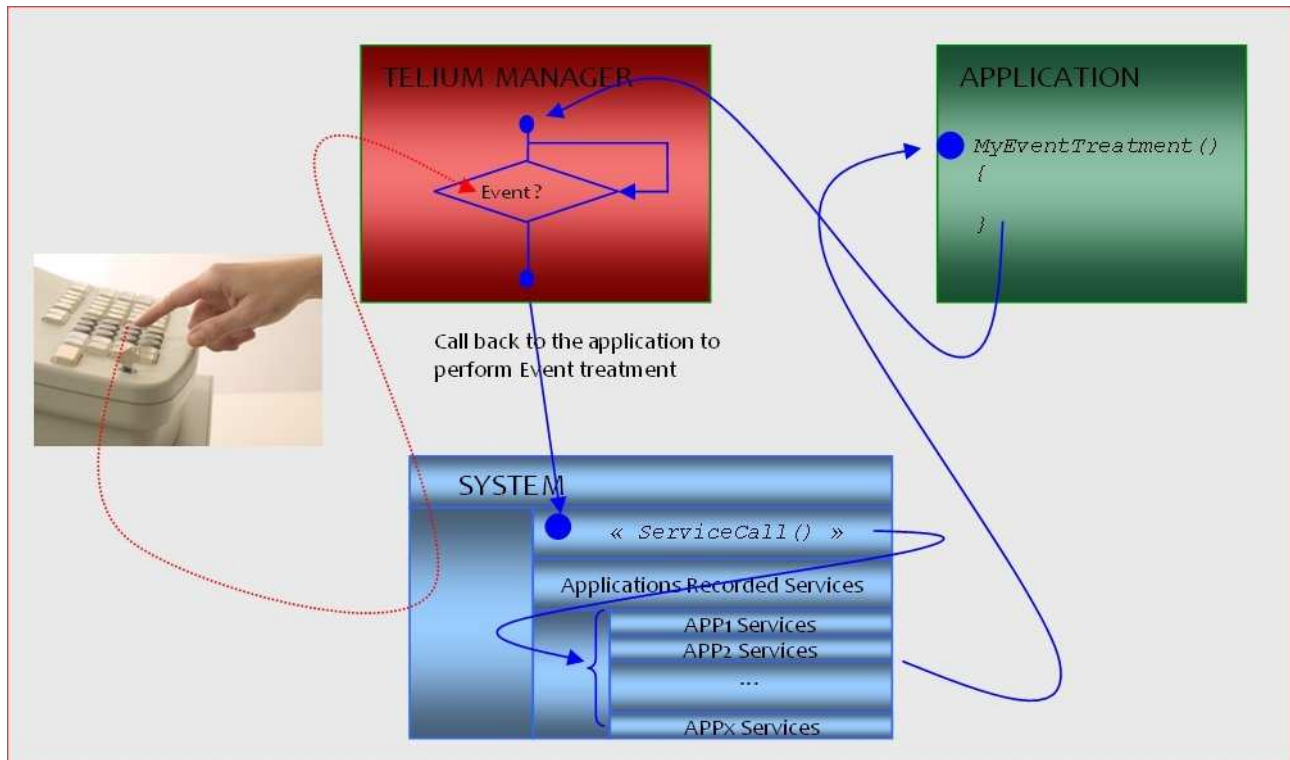 TELIUM MANAGER
Event?
APPLICATION
MyEventTreatment()
{
}
Call back to the application to
perform Event treatment
SYSTEM
« ServiceCall() »
Applications Recorded Services
APP1 Services
APP2 Services
...
APPx Services